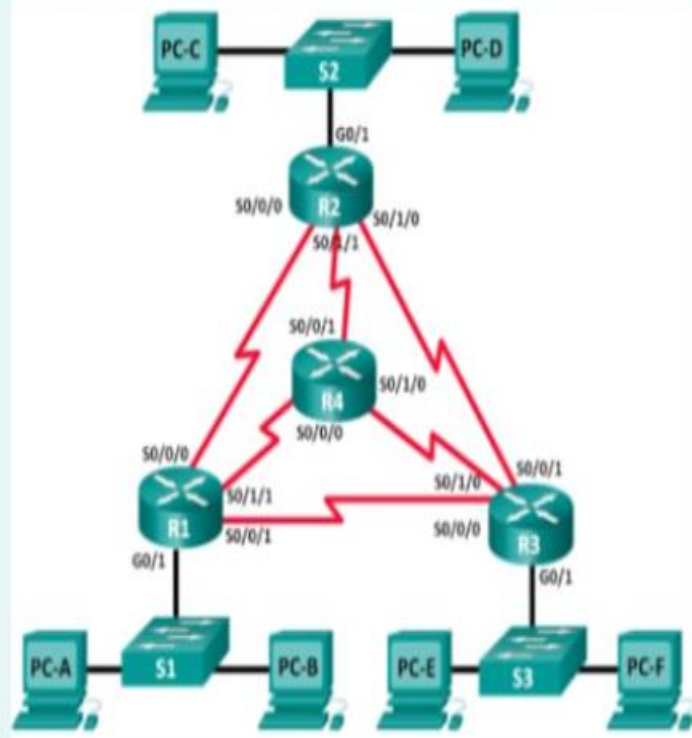 PC-C
S2
PC-D
G0/1
S0/0/0
R2
S0/1/0
S0/1/1
S0/0/1
S0/1/0
R4
S0/0/0
S0/0/0
S0/1/1
S0/1/0
S0/0/1
R1
S0/0/1
S0/0/0
R3
G0/1
G0/1
PC-A
S1
PC-B
PC-E
S3
PC-F